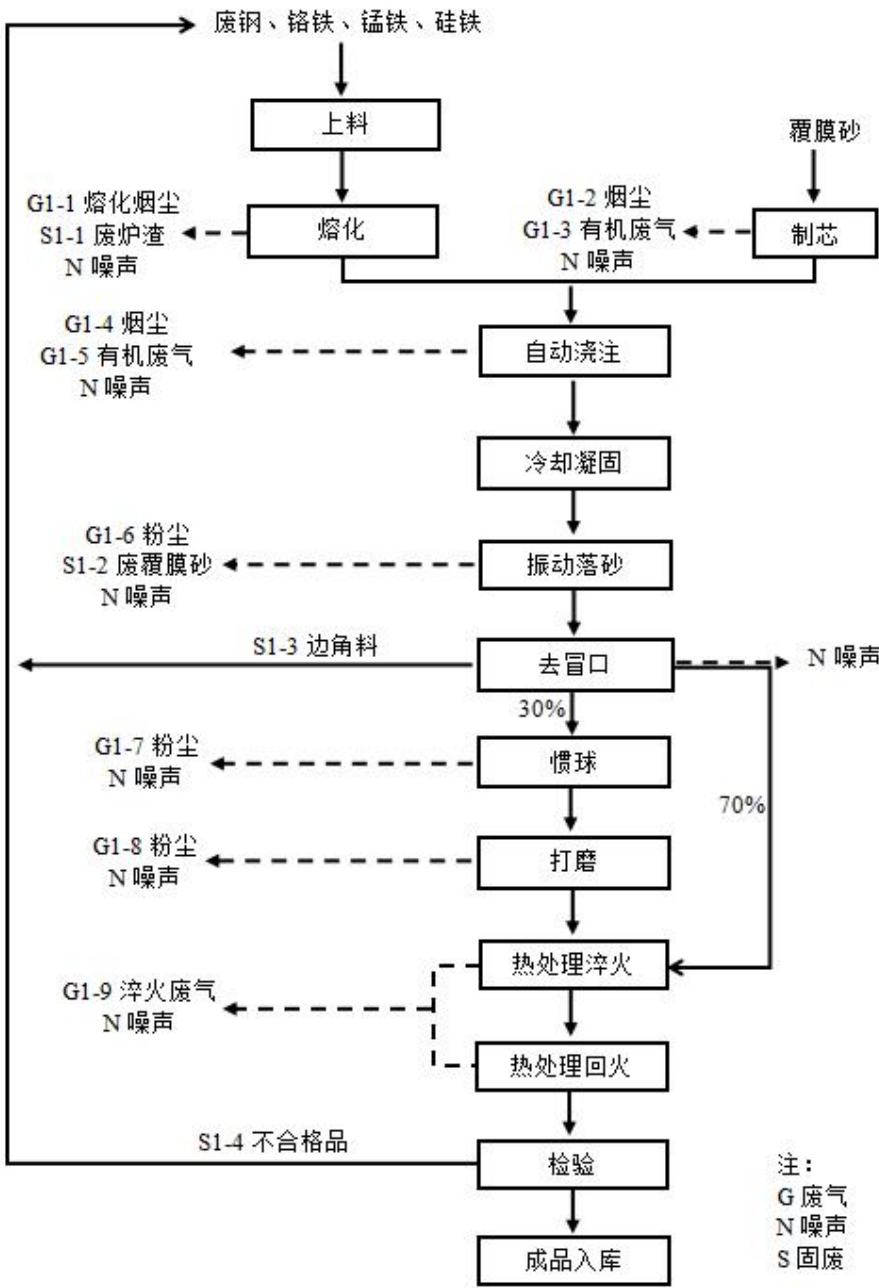 废钢、铬铁、锰铁、硅铁
上料
覆膜砂
G1-1 熔化烟尘
S1-1 废炉渣
N 噪声
熔化
G1-2 烟尘
G1-3 有机废气
N 噪声
制芯
G1-4 烟尘
G1-5 有机废气
N 噪声
自动浇注
冷却凝固
G1-6 粉尘
S1-2 废覆膜砂
N 噪声
振动落砂
S1-3 边角料
去冒口
N 噪声
30%
G1-7 粉尘
N 噪声
惯球
70%
G1-8 粉尘
N 噪声
打磨
热处理淬火
G1-9 淬火废气
N 噪声
热处理回火
S1-4 不合格品
检验
成品入库
注：
G 废气
N 噪声
S 固废